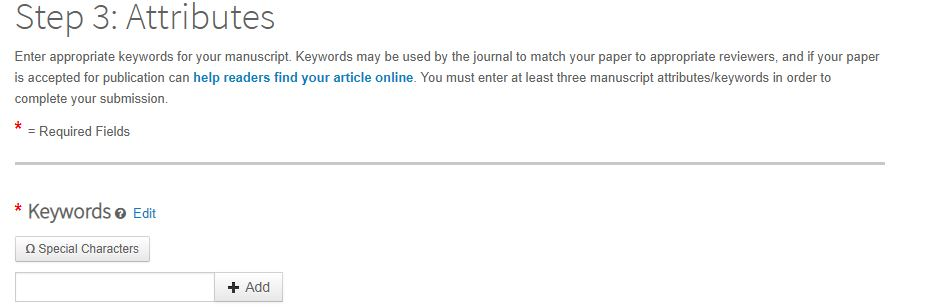 Step 3: Attributes
Enter appropriate keywords for your manuscript. Keywords may be used by the journal to match your paper to appropriate reviewers, and if your paper
is accepted for publication can help readers find your article online. You must enter at least three manuscript attributes/keywords in order to
complete your submission.
* = Required Fields
* Keywords ? Edit
Ω Special Characters
+ Add